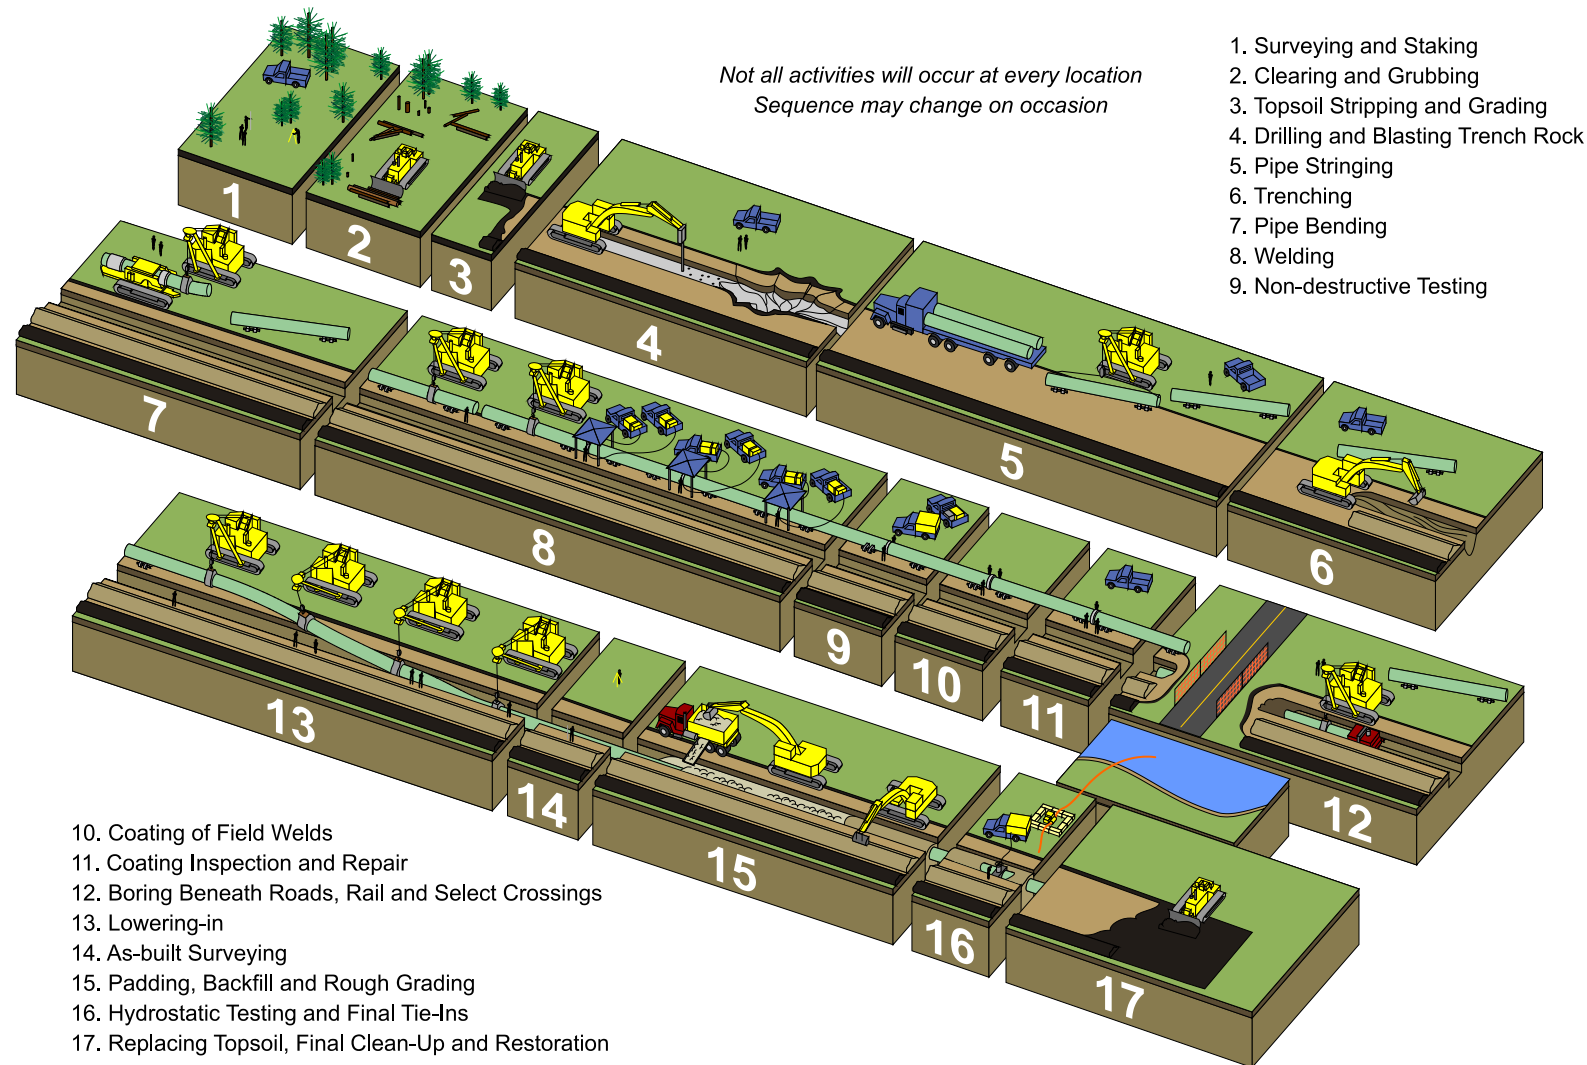 Not all activities will occur at every location
Sequence may change on occasion
1. Surveying and Staking
2. Clearing and Grubbing
3. Topsoil Stripping and Grading
4. Drilling and Blasting Trench Rock
5. Pipe Stringing
6. Trenching
7. Pipe Bending
8. Welding
9. Non-destructive Testing
1
2
3
4
5
6
7
8
9
10
11
12
13
14
15
16
17
10. Coating of Field Welds
11. Coating Inspection and Repair
12. Boring Beneath Roads, Rail and Select Crossings
13. Lowering-in
14. As-built Surveying
15. Padding, Backfill and Rough Grading
16. Hydrostatic Testing and Final Tie-Ins
17. Replacing Topsoil, Final Clean-Up and Restoration